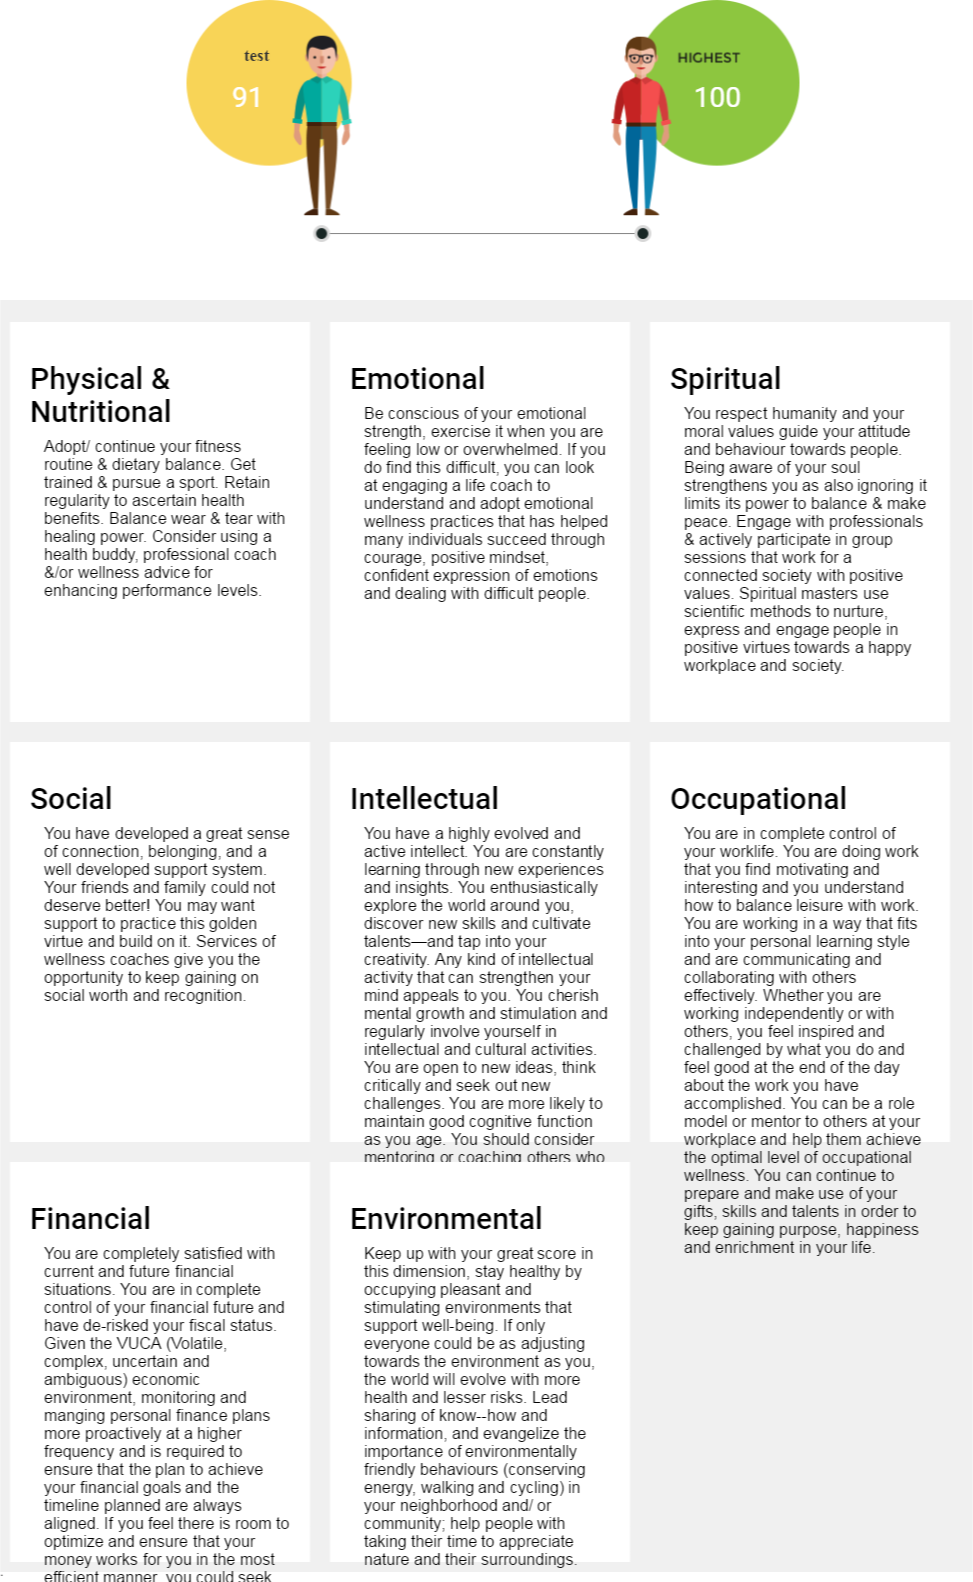 test
91
HIGHEST
100
Physical &
Nutritional
Adopt/ continue your fitness
routine & dietary balance. Get
trained & pursue a sport. Retain
regularity to ascertain health
benefits. Balance wear & tear with
healing power. Consider using a
health buddy, professional coach
&/or wellness advice for
enhancing performance levels.
Emotional
Be conscious of your emotional
strength, exercise it when you are
feeling low or overwhelmed. If you
do find this difficult, you can look
at engaging a life coach to
understand and adopt emotional
wellness practices that has helped
many individuals succeed through
courage, positive mindset,
confident expression of emotions
and dealing with difficult people.
Spiritual
You respect humanity and your
moral values guide your attitude
and behaviour towards people.
Being aware of your soul
strengthens you as also ignoring it
limits its power to balance & make
peace. Engage with professionals
& actively participate in group
sessions that work for a
connected society with positive
values. Spiritual masters use
scientific methods to nurture,
express and engage people in
positive virtues towards a happy
workplace and society.
Social
You have developed a great sense
of connection, belonging, and a
well developed support system.
Your friends and family could not
deserve better! You may want
support to practice this golden
virtue and build on it. Services of
wellness coaches give you the
opportunity to keep gaining on
social worth and recognition.
Intellectual
You have a highly evolved and
active intellect. You are constantly
learning through new experiences
and insights. You enthusiastically
explore the world around you,
discover new skills and cultivate
talents—and tap into your
creativity. Any kind of intellectual
activity that can strengthen your
mind appeals to you. You cherish
mental growth and stimulation and
regularly involve yourself in
intellectual and cultural activities.
You are open to new ideas, think
critically and seek out new
challenges. You are more likely to
maintain good cognitive function
as you age. You should consider
mentoring or coaching others who
Occupational
You are in complete control of
your worklife. You are doing work
that you find motivating and
interesting and you understand
how to balance leisure with work.
You are working in a way that fits
into your personal learning style
and are communicating and
collaborating with others
effectively. Whether you are
working independently or with
others, you feel inspired and
challenged by what you do and
feel good at the end of the day
about the work you have
accomplished. You can be a role
model or mentor to others at your
workplace and help them achieve
the optimal level of occupational
wellness. You can continue to
prepare and make use of your
gifts, skills and talents in order to
keep gaining purpose, happiness
and enrichment in your life.
Financial
You are completely satisfied with
current and future financial
situations. You are in complete
control of your financial future and
have de-risked your fiscal status.
Given the VUCA (Volatile,
complex, uncertain and
ambiguous) economic
environment, monitoring and
manging personal finance plans
more proactively at a higher
frequency and is required to
ensure that the plan to achieve
your financial goals and the
timeline planned are always
aligned. If you feel there is room to
optimize and ensure that your
money works for you in the most
efficient manner, you could seek
Environmental
Keep up with your great score in
this dimension, stay healthy by
occupying pleasant and
stimulating environments that
support well-being. If only
everyone could be as adjusting
towards the environment as you,
the world will evolve with more
health and lesser risks. Lead
sharing of know--how and
information, and evangelize the
importance of environmentally
friendly behaviours (conserving
energy, walking and cycling) in
your neighborhood and/ or
community; help people with
taking their time to appreciate
nature and their surroundings.